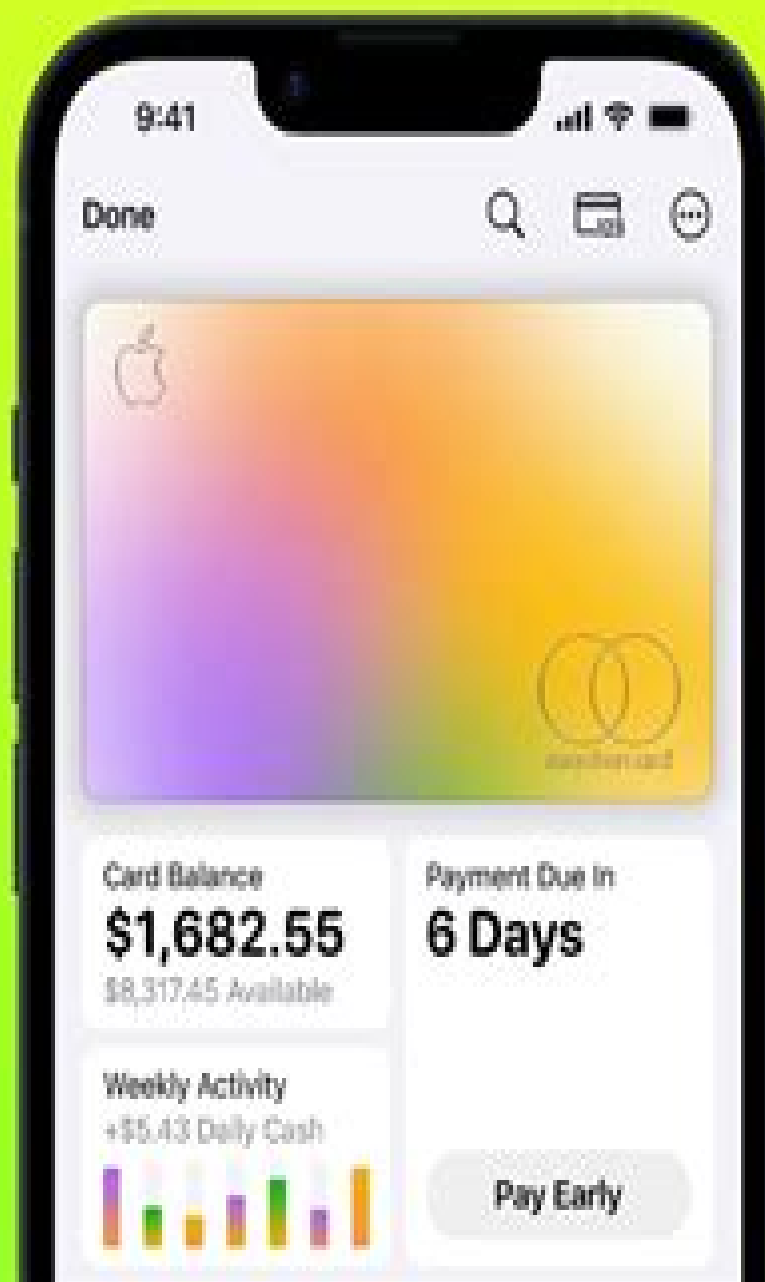 9:41
Done
123
Card Balance
$1,682.55
$8,317.45 Available
Payment Due In
6 Days
Weekly Activity
+$5.43 Daily Cash
Pay Early